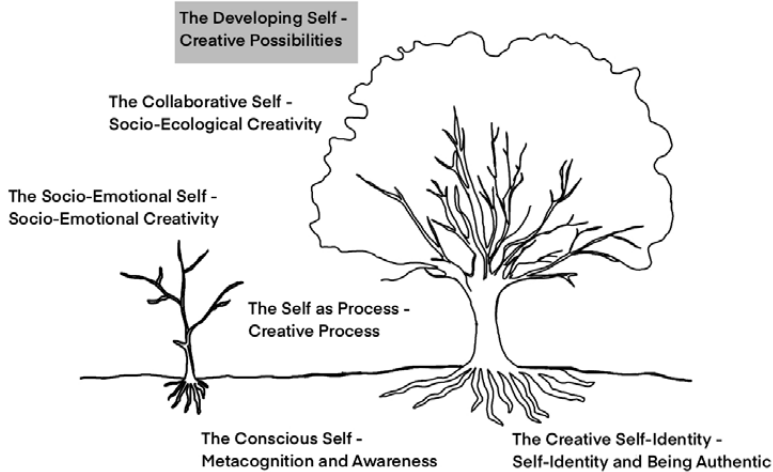 The Developing Self -
Creative Possibilities
The Collaborative Self -
Socio-Ecological Creativity
The Socio-Emotional Self -
Socio-Emotional Creativity
The Self as Process -
Creative Process
The Conscious Self -
Metacognition and Awareness
The Creative Self-Identity -
Self-Identity and Being Authentic